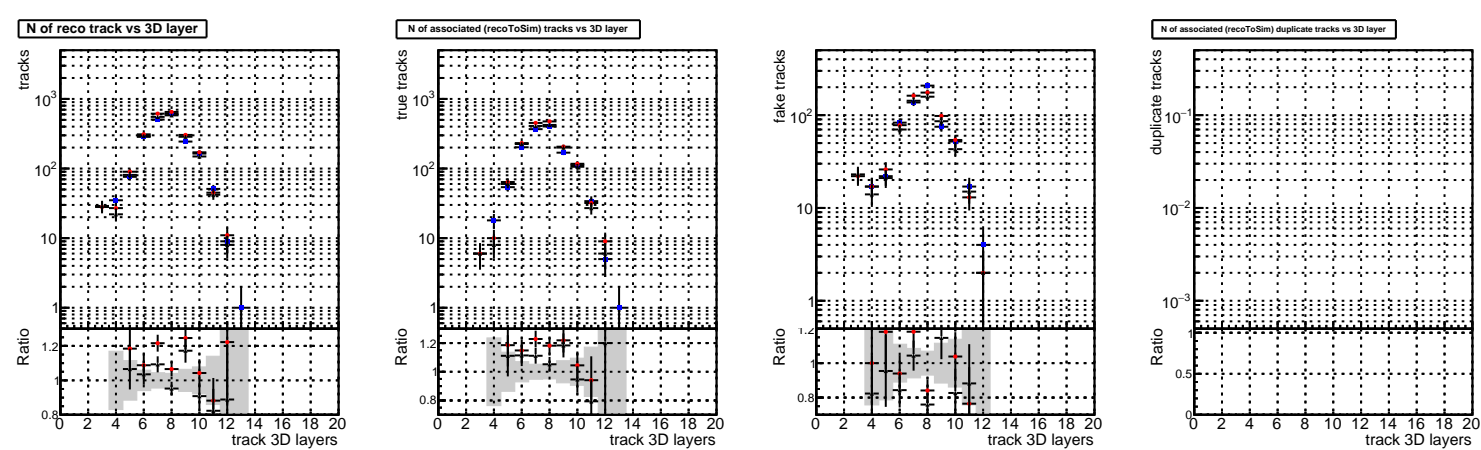 N of reco track vs 3D layer
tracks
10³
10²
10
1
Ratio
1.2
1
0.8
0 2 4 6 8 10 12 14 16 18 20
track 3D layers
N of associated (recoToSim) tracks vs 3D layer
true tracks
10³
10²
10
1
Ratio
1.2
1
0.8
0 2 4 6 8 10 12 14 16 18 20
track 3D layers
fake tracks
10²
10
1
Ratio
1.2
1
0.8
0 2 4 6 8 10 12 14 16 18 20
track 3D layers
N of associated (recoToSim) duplicate tracks vs 3D layer
duplicate tracks
10⁻¹
10⁻²
10⁻³
Ratio
1
0.5
0
0 2 4 6 8 10 12 14 16 18 20
track 3D layers